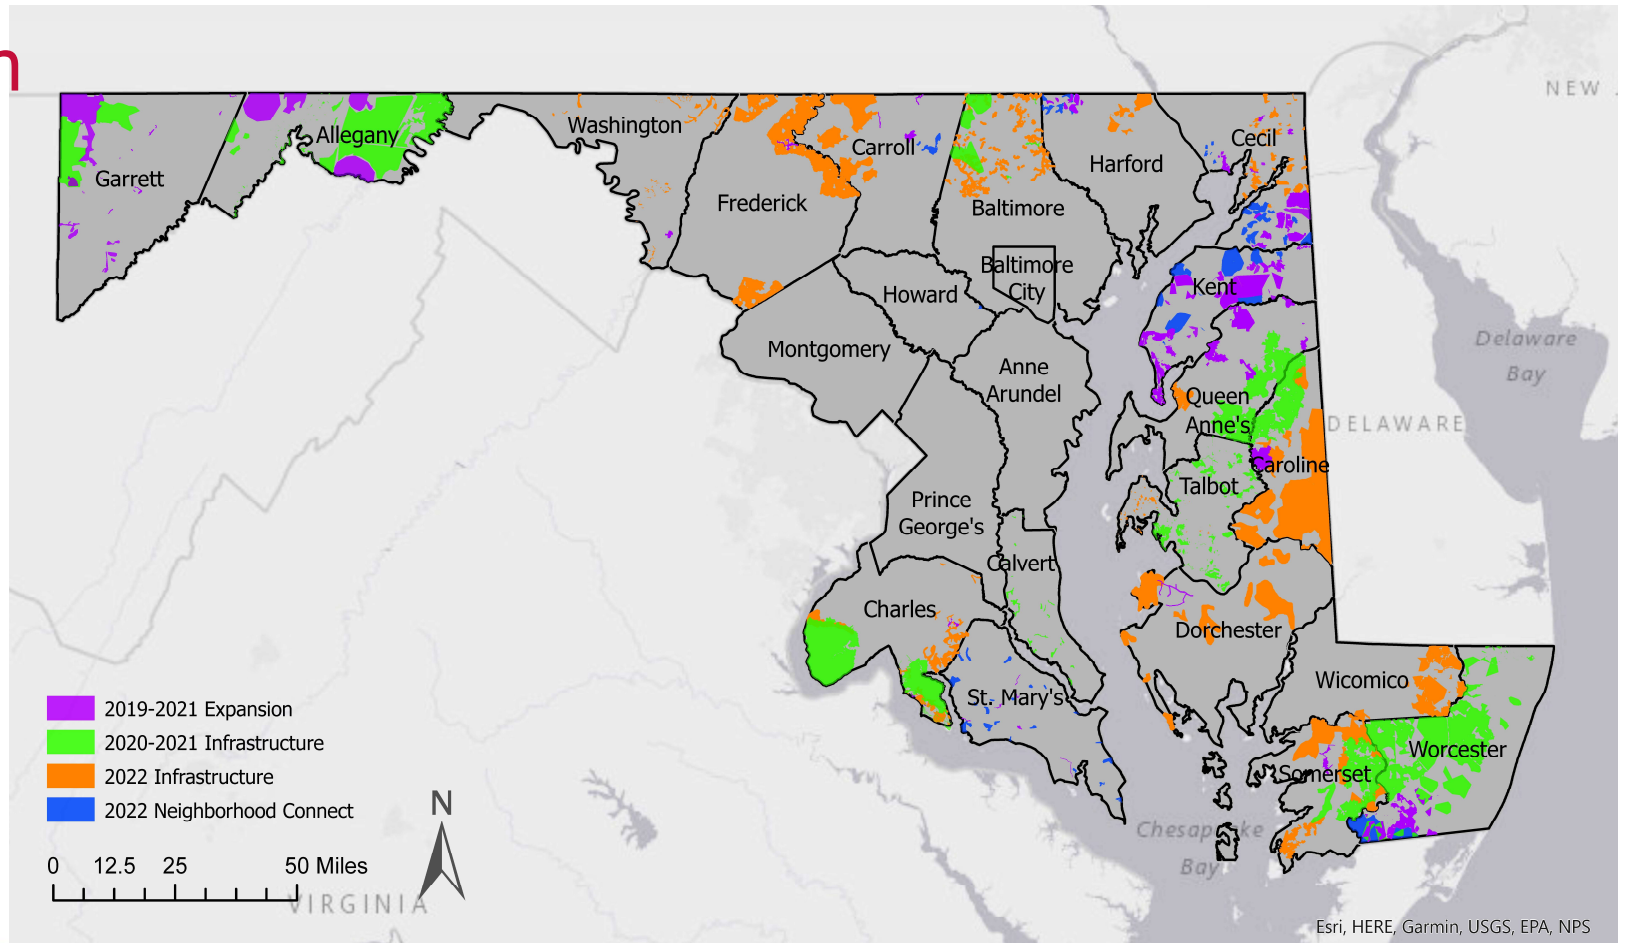 n
NEW
Allegany
Washington
Garrett
Frederick
Carroll
Baltimore
Harford
Cecil
Baltimore
City
Howard
Kent
Montgomery
Anne
Arundel
Queen
Anne's
Delaware
Bay
DELAWARE
Caroline
Talbot
Prince
George's
Calvert
Charles
Dorchester
St. Mary's
Wicomico
Worcester
Somerset
Chesapeake
Bay
2019-2021 Expansion
2020-2021 Infrastructure
2022 Infrastructure
2022 Neighborhood Connect
N
0 12.5 25 50 Miles
VIRGINIA
Esri, HERE, Garmin, USGS, EPA, NPS